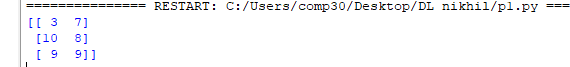 =============== RESTART: C:/Users/comp30/Desktop/DL nikhil/p1.py ===
[[ 3  7]
 [10  8]
 [ 9  9]]